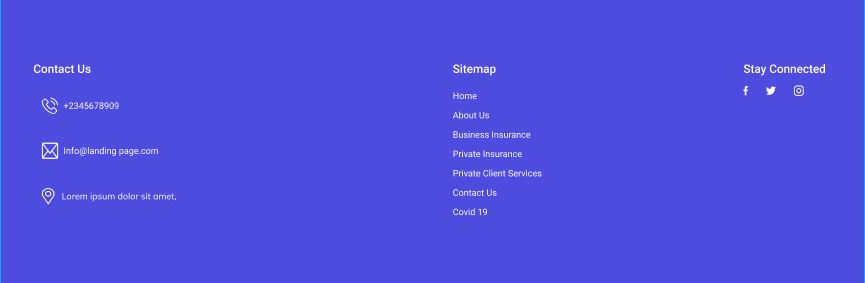 Contact Us
+2345678909
Info@landing page.com
Lorem ipsum dolor sit amet,
Sitemap
Home
About Us
Business Insurance
Private Insurance
Private Client Services
Contact Us
Covid 19
Stay Connected